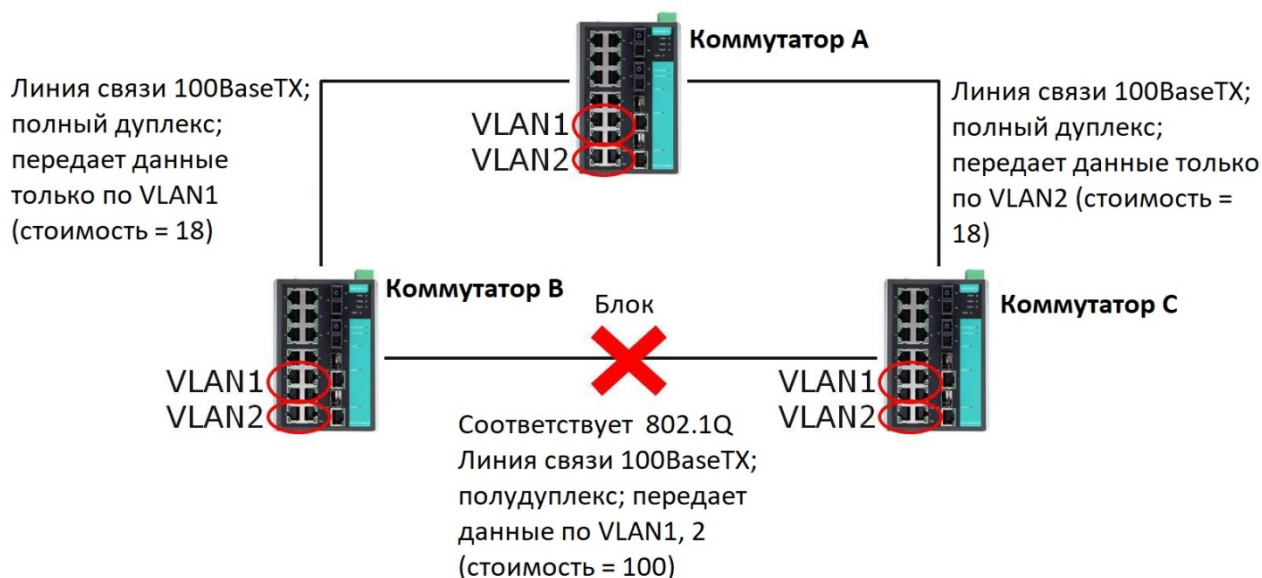 Коммутатор А
Линия связи 100BaseTX;
полный дуплекс;
передает данные
только по VLAN1
(стоимость = 18)
VLAN1
VLAN2
Линия связи 100BaseTX;
полный дуплекс;
передает данные только
по VLAN2 (стоимость =
18)
Коммутатор В
VLAN1
VLAN2
Блок
Коммутатор С
VLAN1
VLAN2
Соответствует 802.1Q
Линия связи 100BaseTX;
полудуплекс; передает
данные по VLAN1, 2
(стоимость = 100)